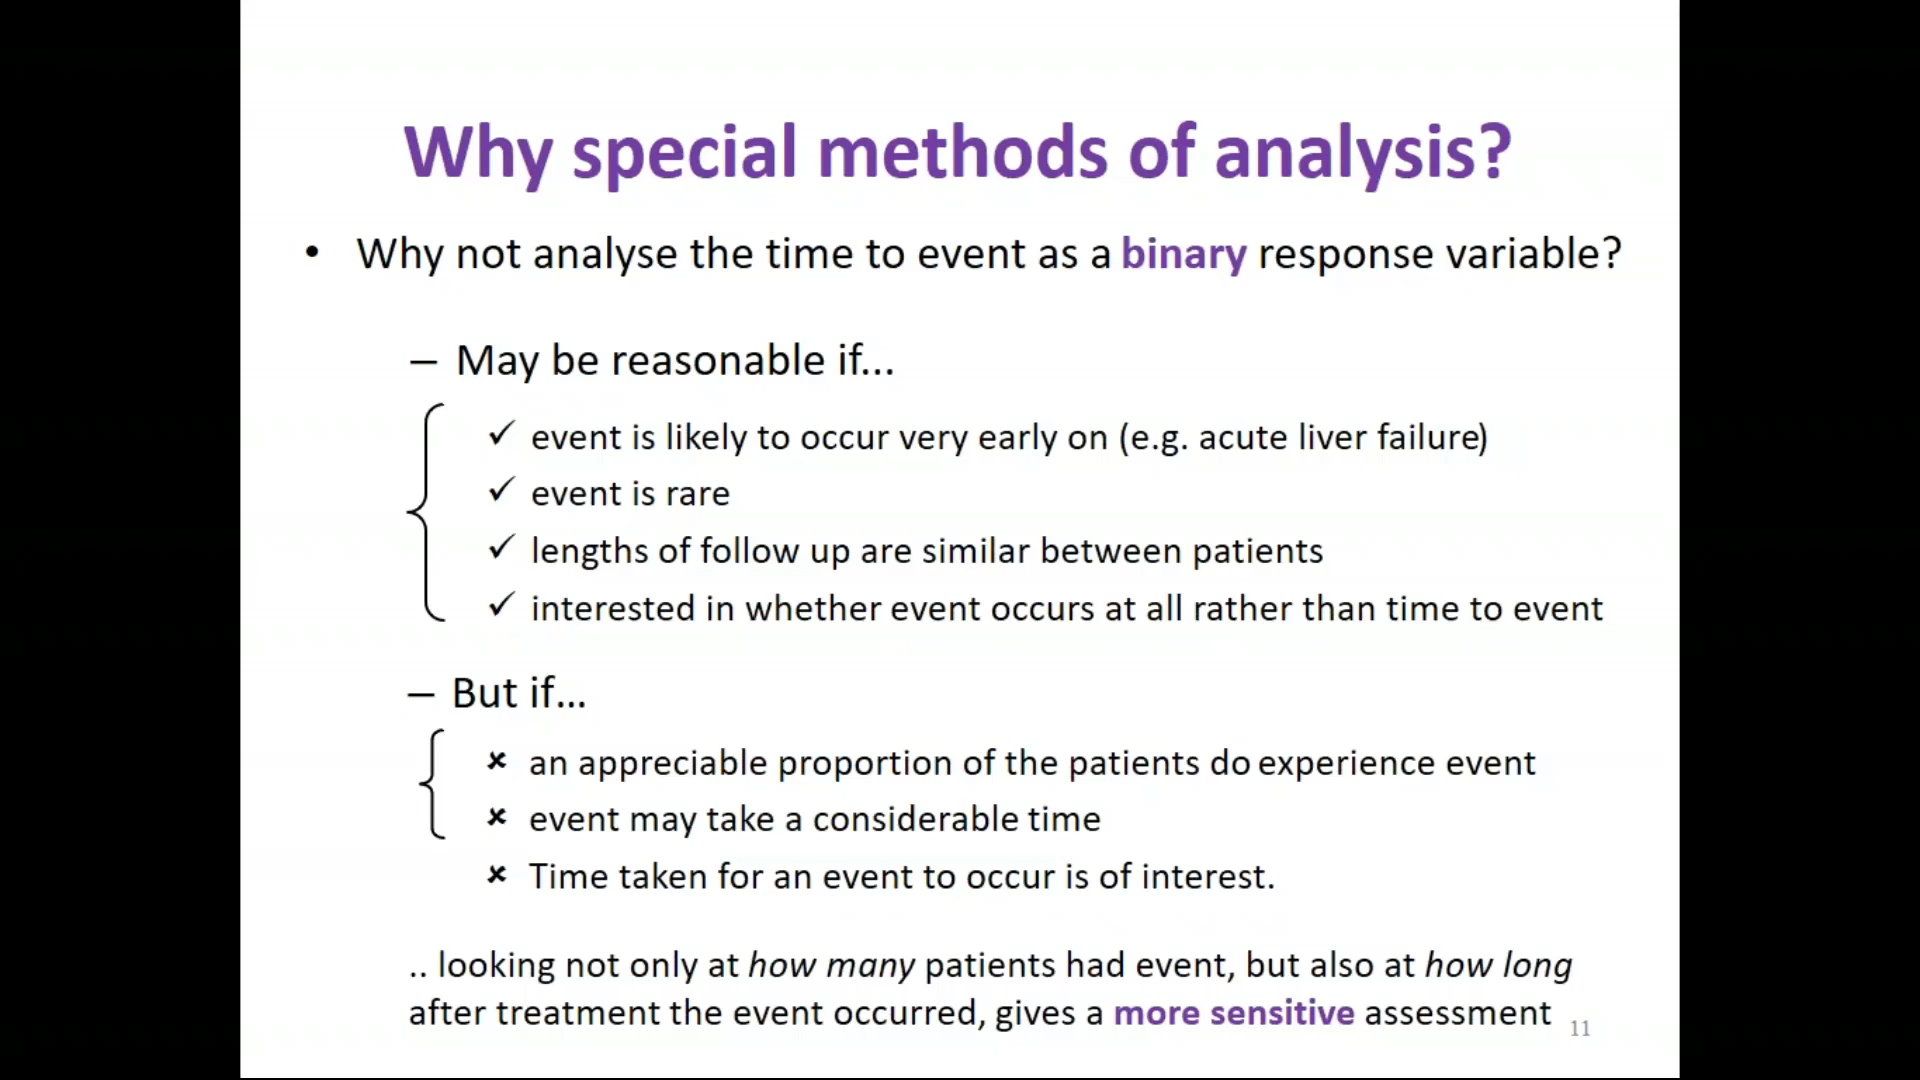 Why special methods of analysis?
• Why not analyse the time to event as a binary response variable?
– May be reasonable if...
✓ event is likely to occur very early on (e.g. acute liver failure)
✓ event is rare
✓ lengths of follow up are similar between patients
✓ interested in whether event occurs at all rather than time to event
– But if...
✗ an appreciable proportion of the patients do experience event
✗ event may take a considerable time
✗ Time taken for an event to occur is of interest.
.. looking not only at how many patients had event, but also at how long
after treatment the event occurred, gives a more sensitive assessment
11